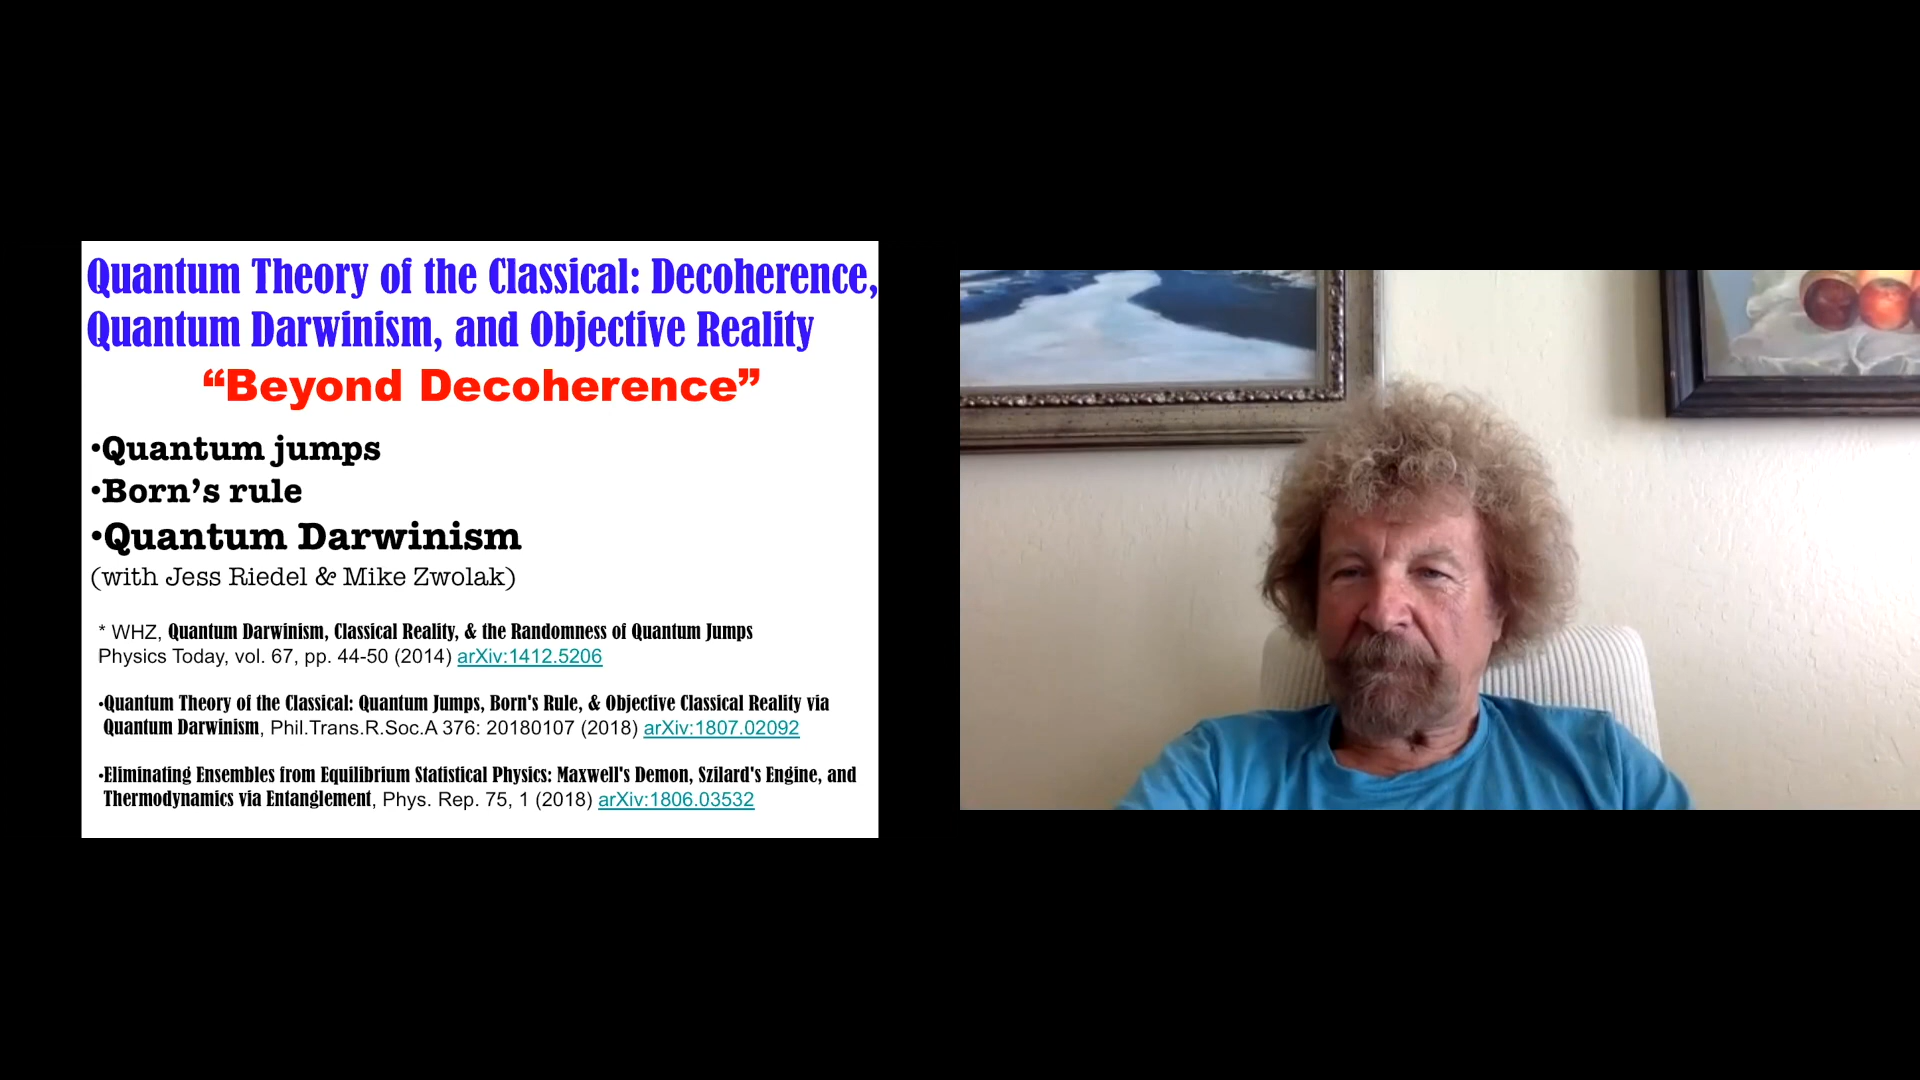 Quantum Theory of the Classical: Decoherence,
Quantum Darwinism, and Objective Reality
“Beyond Decoherence”
•Quantum jumps
•Born’s rule
•Quantum Darwinism
(with Jess Riedel & Mike Zwolak)
* WHZ, Quantum Darwinism, Classical Reality, & the Randomness of Quantum Jumps
Physics Today, vol. 67, pp. 44-50 (2014) arXiv:1412.5206
•Quantum Theory of the Classical: Quantum Jumps, Born's Rule, & Objective Classical Reality via
Quantum Darwinism, Phil.Trans.R.Soc.A 376: 20180107 (2018) arXiv:1807.02092
•Eliminating Ensembles from Equilibrium Statistical Physics: Maxwell's Demon, Szilard's Engine, and
Thermodynamics via Entanglement, Phys. Rep. 75, 1 (2018) arXiv:1806.03532